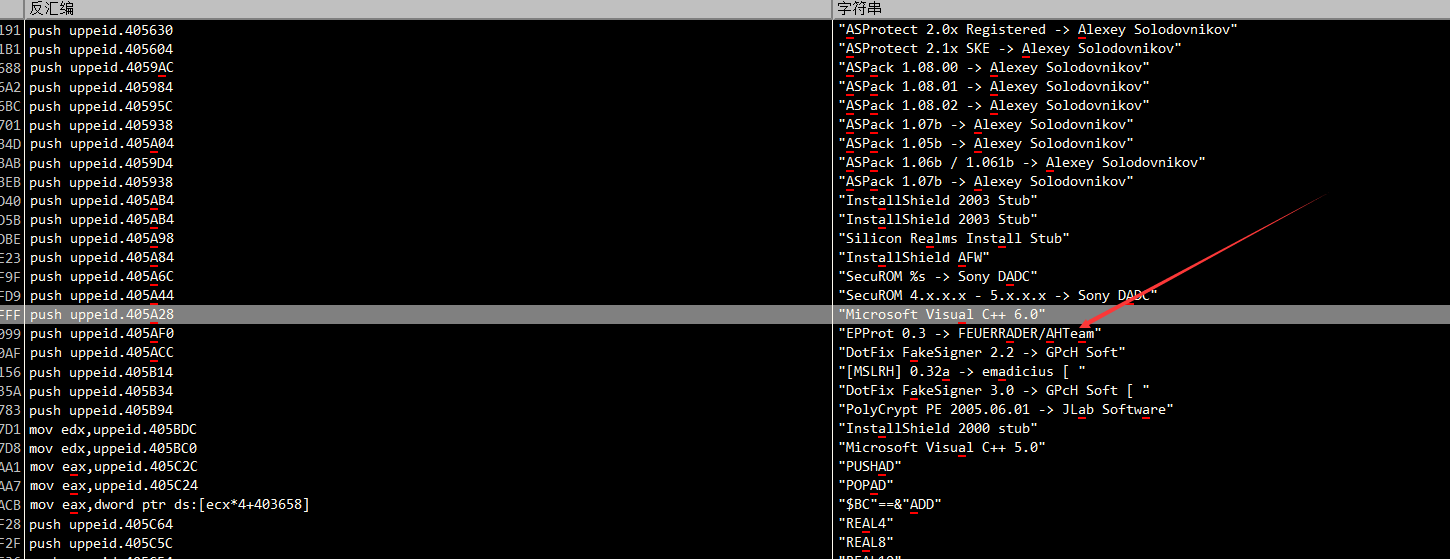 反汇编 字符串
191 push uppeid.405630 "ASProtect 2.0x Registered -> Alexey Solodovnikov"
1B1 push uppeid.405604 "ASProtect 2.1x SKE -> Alexey Solodovnikov"
688 push uppeid.4059AC "ASPack 1.08.00 -> Alexey Solodovnikov"
6A2 push uppeid.405984 "ASPack 1.08.01 -> Alexey Solodovnikov"
6BC push uppeid.40595C "ASPack 1.08.02 -> Alexey Solodovnikov"
701 push uppeid.405938 "ASPack 1.07b -> Alexey Solodovnikov"
84D push uppeid.405A04 "ASPack 1.05b -> Alexey Solodovnikov"
8AB push uppeid.4059D4 "ASPack 1.06b / 1.061b -> Alexey Solodovnikov"
BEB push uppeid.405938 "ASPack 1.07b -> Alexey Solodovnikov"
D40 push uppeid.405AB4 "InstallShield 2003 Stub"
D5B push uppeid.405AB4 "InstallShield 2003 Stub"
DBE push uppeid.405A98 "Silicon Realms Install Stub"
E23 push uppeid.405A84 "InstallShield AFW"
F9F push uppeid.405A6C "SecuROM %s -> Sony DADC"
FD9 push uppeid.405A44 "SecuROM 4.x.x.x - 5.x.x.x -> Sony DADC"
FFF push uppeid.405A28 "Microsoft Visual C++ 6.0"
099 push uppeid.405AF0 "EPProt 0.3 -> FEUERRADER/AHTeam"
0AF push uppeid.405ACC "DotFix FakeSigner 2.2 -> GPcH Soft"
156 push uppeid.405B14 "[MSLRH] 0.32a -> emadicius [ "
35A push uppeid.405B34 "DotFix FakeSigner 3.0 -> GPcH Soft [ "
783 push uppeid.405B94 "PolyCrypt PE 2005.06.01 -> JLab Software"
7D1 mov edx,uppeid.405BDC "InstallShield 2000 stub"
7D8 mov edx,uppeid.405BC0 "Microsoft Visual C++ 5.0"
AA1 mov eax,uppeid.405C2C "PUSHAD"
AA7 mov eax,uppeid.405C24 "POPAD"
ACB mov eax,dword ptr ds:[ecx*4+403658] "$BC"==&"ADD"
F28 push uppeid.405C64 "REAL4"
F2F push uppeid.405C5C "REAL8"